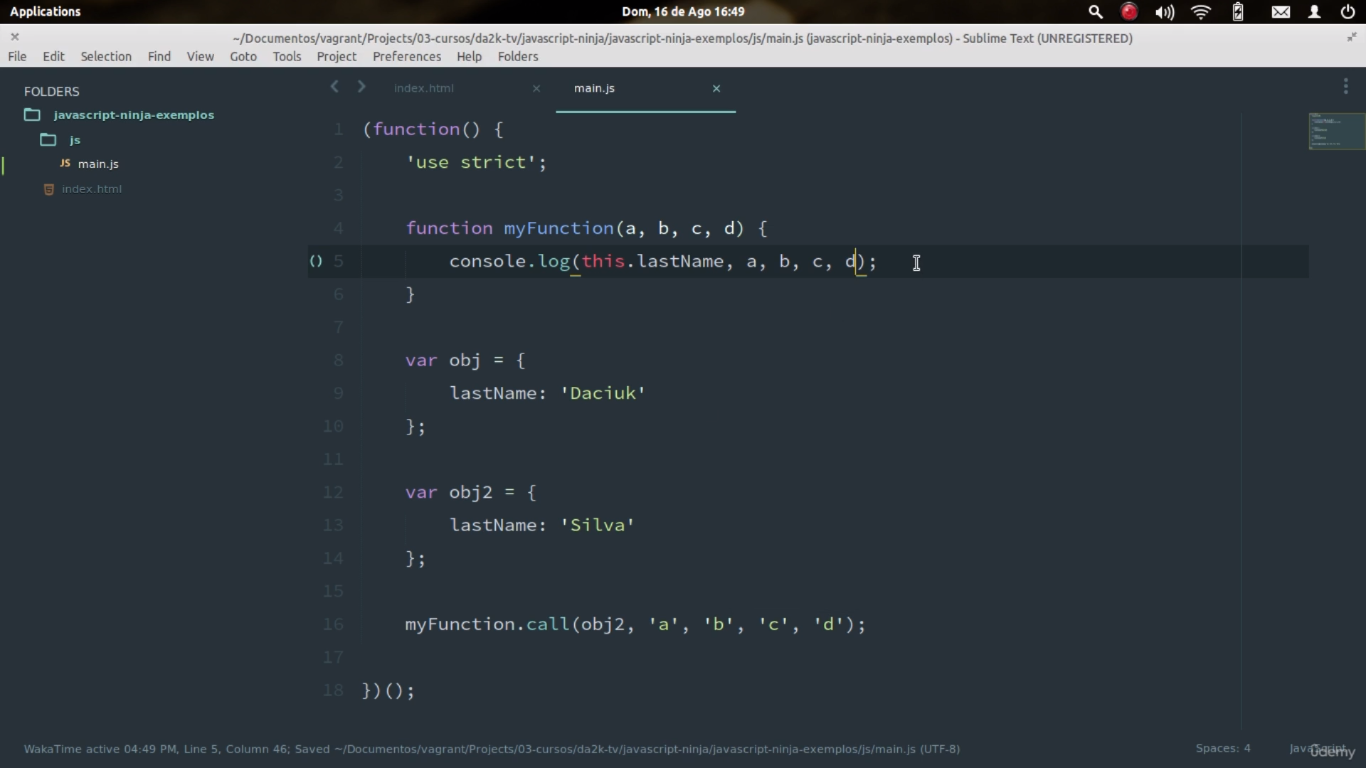 Applications
Dom, 16 de Ago 16:49
~/Documentos/vagrant/Projects/03-cursos/da2k-tv/javascript-ninja/javascript-ninja-exemplos/js/main.js (javascript-ninja-exemplos) - Sublime Text (UNREGISTERED)
File Edit Selection Find View Goto Tools Project Preferences Help Folders
FOLDERS
javascript-ninja-exemplos
js
JS main.js
index.html
index.html
main.js
1 (function() {
2 'use strict';
3
4 function myFunction(a, b, c, d) {
() 5 console.log(this.lastName, a, b, c, d);
6 }
7
8 var obj = {
9 lastName: 'Daciuk'
10 };
11
12 var obj2 = {
13 lastName: 'Silva'
14 };
15
16 myFunction.call(obj2, 'a', 'b', 'c', 'd');
17
18 })();
WakaTime active 04:49 PM, Line 5, Column 46; Saved ~/Documentos/vagrant/Projects/03-cursos/da2k-tv/javascript-ninja/javascript-ninja-exemplos/js/main.js (UTF-8)
Spaces: 4
JavaScript
ûdemy